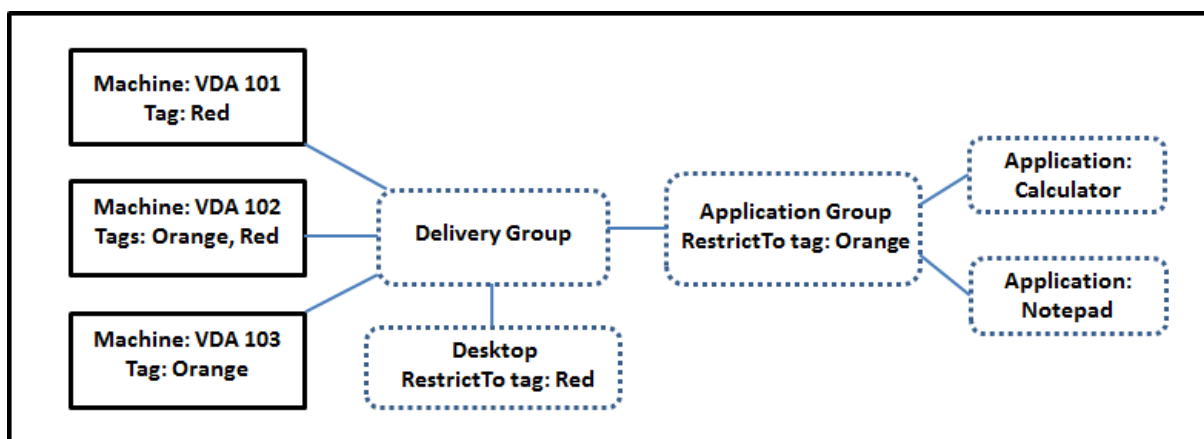 Machine: VDA 101
Tag: Red
Machine: VDA 102
Tags: Orange, Red
Machine: VDA 103
Tag: Orange
Delivery Group
Desktop
RestrictTo tag: Red
Application Group
RestrictTo tag: Orange
Application:
Calculator
Application:
Notepad